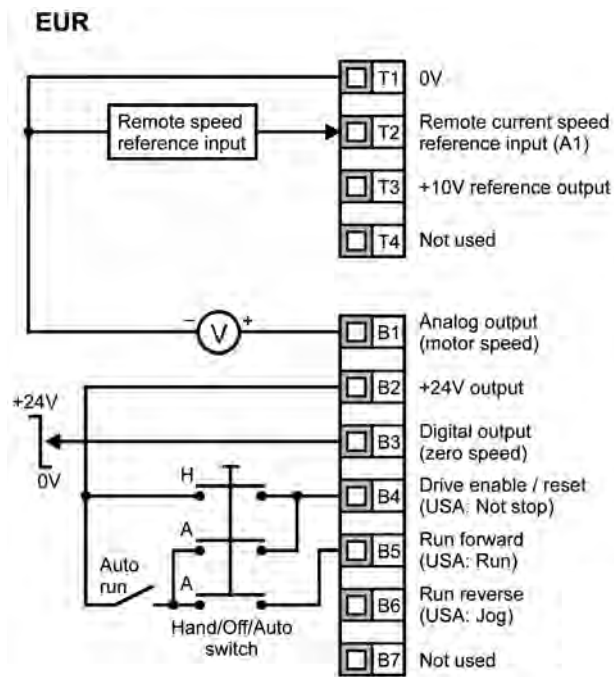 EUR
T1 0V
Remote speed
reference input
T2 Remote current speed
reference input (A1)
T3 +10V reference output
T4 Not used
− V +
B1 Analog output
(motor speed)
B2 +24V output
+24V
0V
B3 Digital output
(zero speed)
H
B4 Drive enable / reset
(USA: Not stop)
A
B5 Run forward
(USA: Run)
Auto
run
A
B6 Run reverse
(USA: Jog)
Hand/Off/Auto
switch
B7 Not used